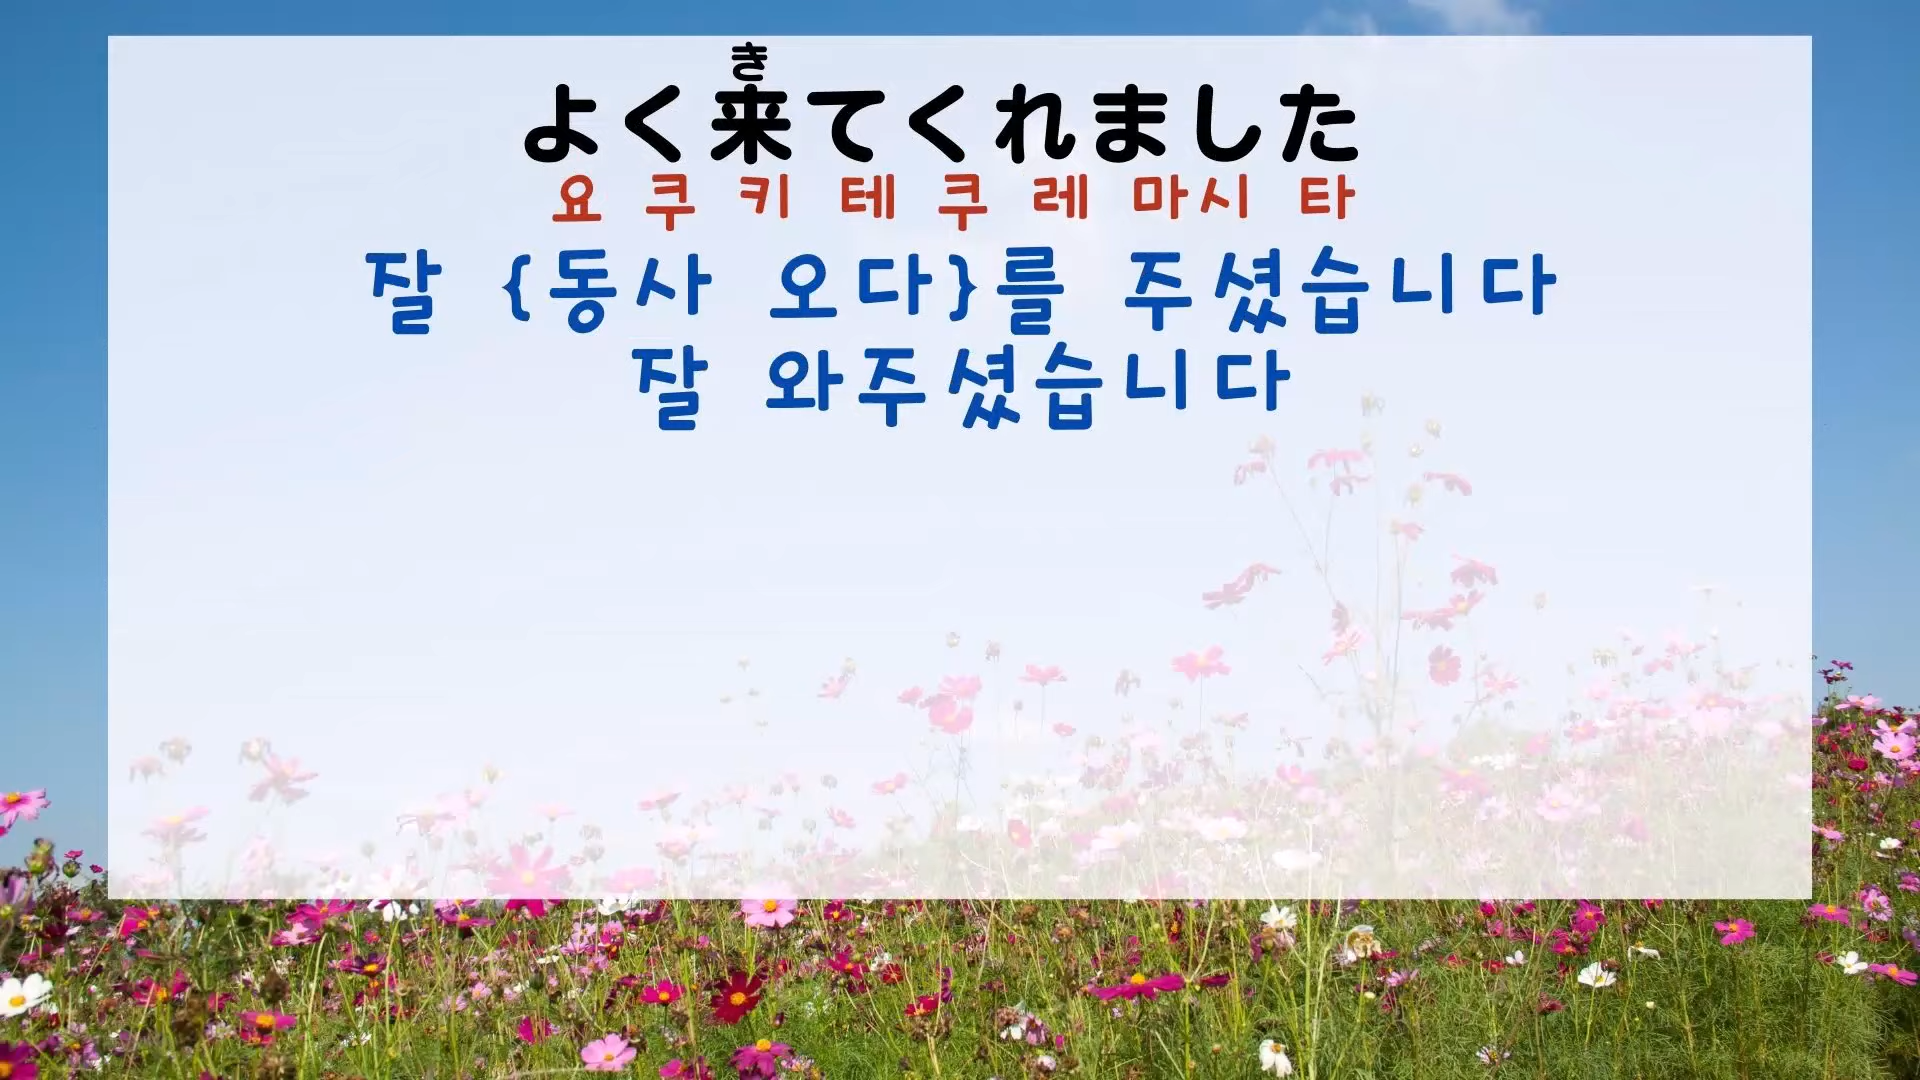 き
よく来てくれました
요 쿠 키 테 쿠 레 마시 타
잘 {동사 오다}를 주셨습니다
잘 와주셨습니다